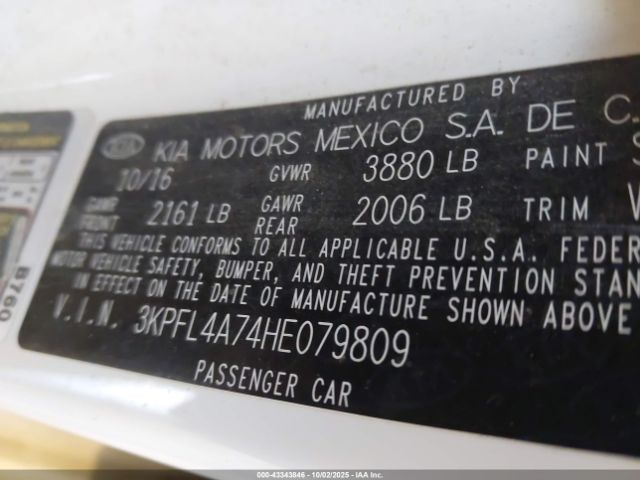 MANUFACTURED BY
KIA KIA MOTORS MEXICO S.A. DE C.
10/16 GVWR 3880 LB PAINT
GAWR FRONT 2161 LB GAWR REAR 2006 LB TRIM
THIS VEHICLE CONFORMS TO ALL APPLICABLE U.S.A. FEDER
MOTOR VEHICLE SAFETY, BUMPER, AND THEFT PREVENTION STAN
IN EFFECT ON THE DATE OF MANUFACTURE SHOWN ABOVE
V.I.N. 3KPFL4A74HE079809
PASSENGER CAR
B760
000-43343846 10/02/2025 IAA Inc.